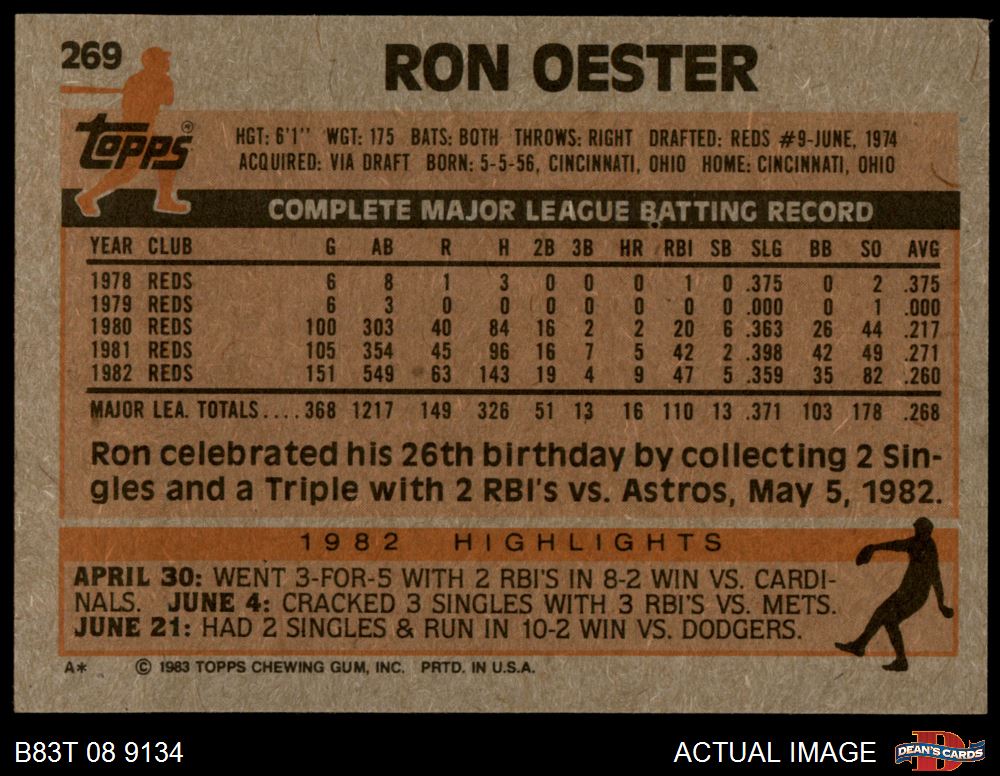 269
RON OESTER
TOPPS ®
HGT: 6'1'' WGT: 175 BATS: BOTH THROWS: RIGHT DRAFTED: REDS #9-JUNE, 1974
ACQUIRED: VIA DRAFT BORN: 5-5-56, CINCINNATI, OHIO HOME: CINCINNATI, OHIO
COMPLETE MAJOR LEAGUE BATTING RECORD
YEAR CLUB G AB R H 2B 3B HR RBI SB SLG BB SO AVG
1978 REDS 6 8 1 3 0 0 0 1 0 .375 0 2 .375
1979 REDS 6 3 0 0 0 0 0 0 0 .000 0 1 .000
1980 REDS 100 303 40 84 16 2 2 20 6 .363 26 44 .217
1981 REDS 105 354 45 96 16 7 5 42 2 .398 42 49 .271
1982 REDS 151 549 63 143 19 4 9 47 5 .359 35 82 .260
MAJOR LEA. TOTALS.... 368 1217 149 326 51 13 16 110 13 .371 103 178 .268
Ron celebrated his 26th birthday by collecting 2 Sin-
gles and a Triple with 2 RBI's vs. Astros, May 5, 1982.
1982 HIGHLIGHTS
APRIL 30: WENT 3-FOR-5 WITH 2 RBI'S IN 8-2 WIN VS. CARDI-
NALS. JUNE 4: CRACKED 3 SINGLES WITH 3 RBI'S VS. METS.
JUNE 21: HAD 2 SINGLES & RUN IN 10-2 WIN VS. DODGERS.
A* © 1983 TOPPS CHEWING GUM, INC. PRTD. IN U.S.A.
B83T 08 9134 ACTUAL IMAGE D DEAN'S CARDS